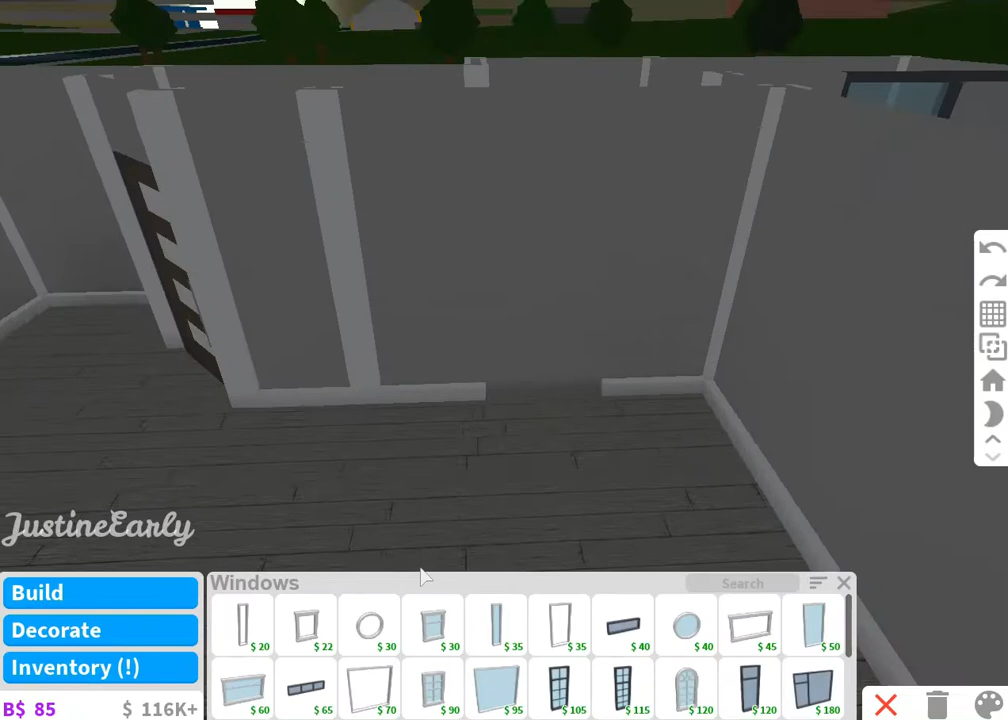 JustineEarly
Build
Decorate
Inventory (!)
B$ 85
$ 116K+
Windows
Search
$ 20
$ 22
$ 30
$ 30
$ 35
$ 35
$ 40
$ 40
$ 45
$ 50
$ 60
$ 65
$ 70
$ 90
$ 95
$ 105
$ 115
$ 120
$ 120
$ 180